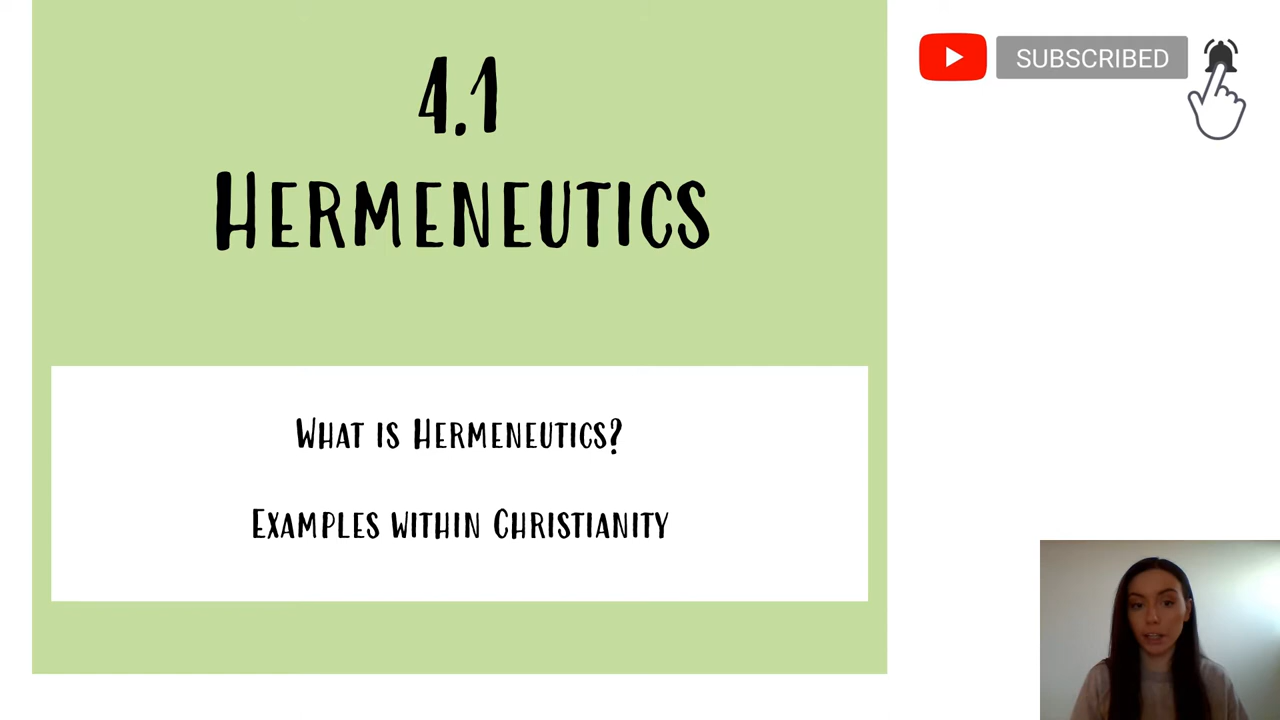 4.1
Hermeneutics
What is Hermeneutics?
Examples within Christianity
SUBSCRIBED